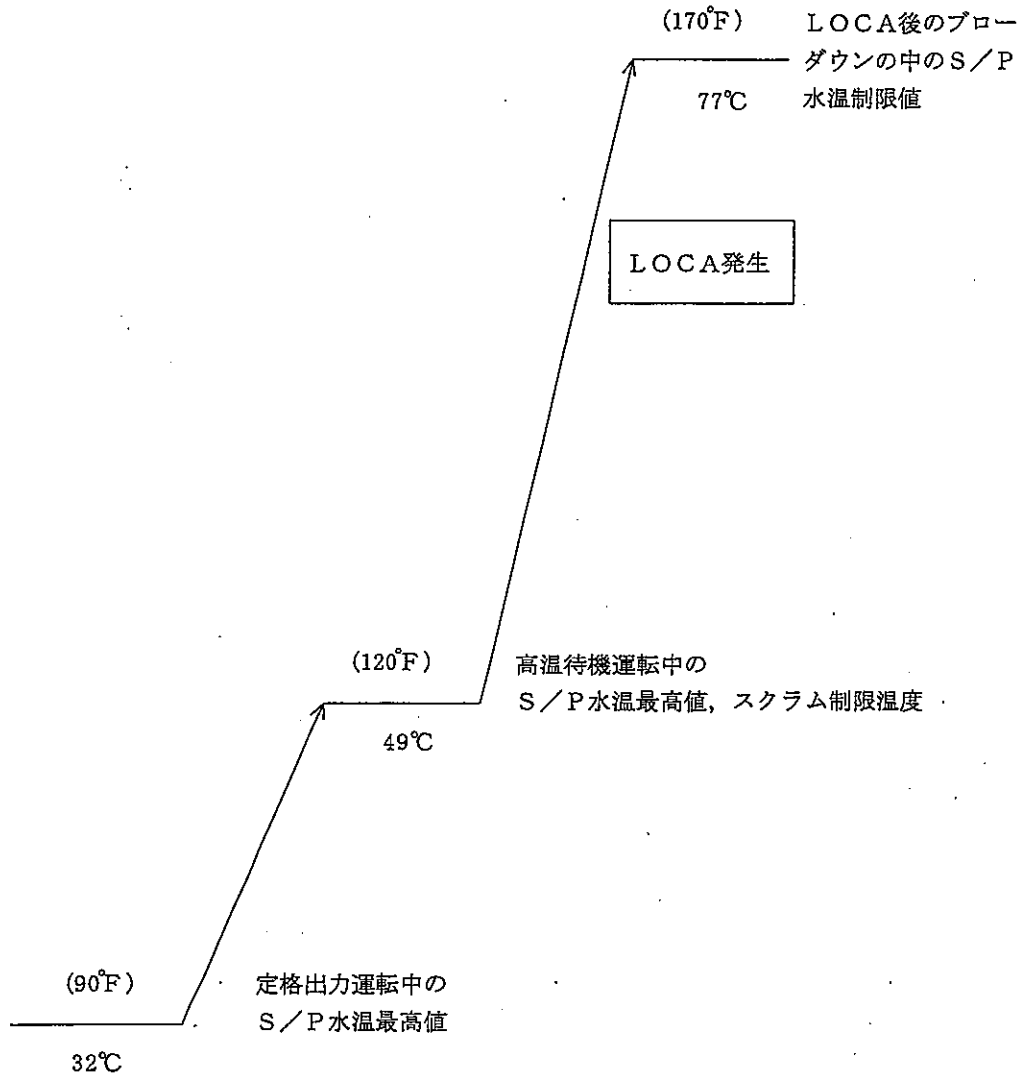 (170°F)
LOCA後のブロー
ダウンの中のS/P
水温制限値
77℃
LOCA発生
(120°F)
高温待機運転中の
S/P水温最高値,スクラム制限温度
49℃
(90°F)
定格出力運転中の
S/P水温最高値
32℃